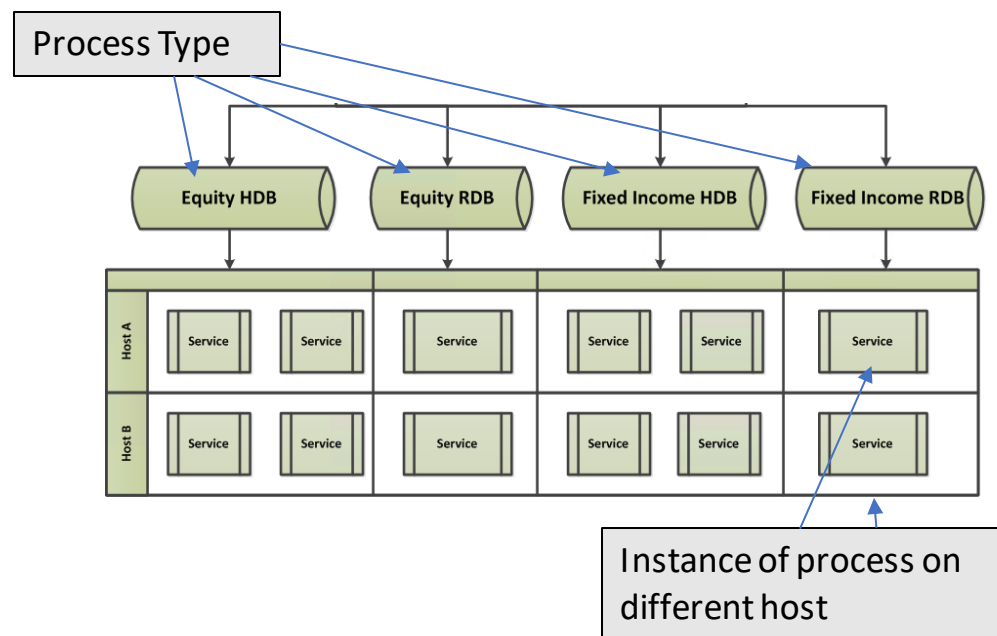 Process Type
Equity HDB
Equity RDB
Fixed Income HDB
Fixed Income RDB
Host A
Service
Service
Service
Service
Service
Service
Host B
Service
Service
Service
Service
Service
Service
Instance of process on
different host